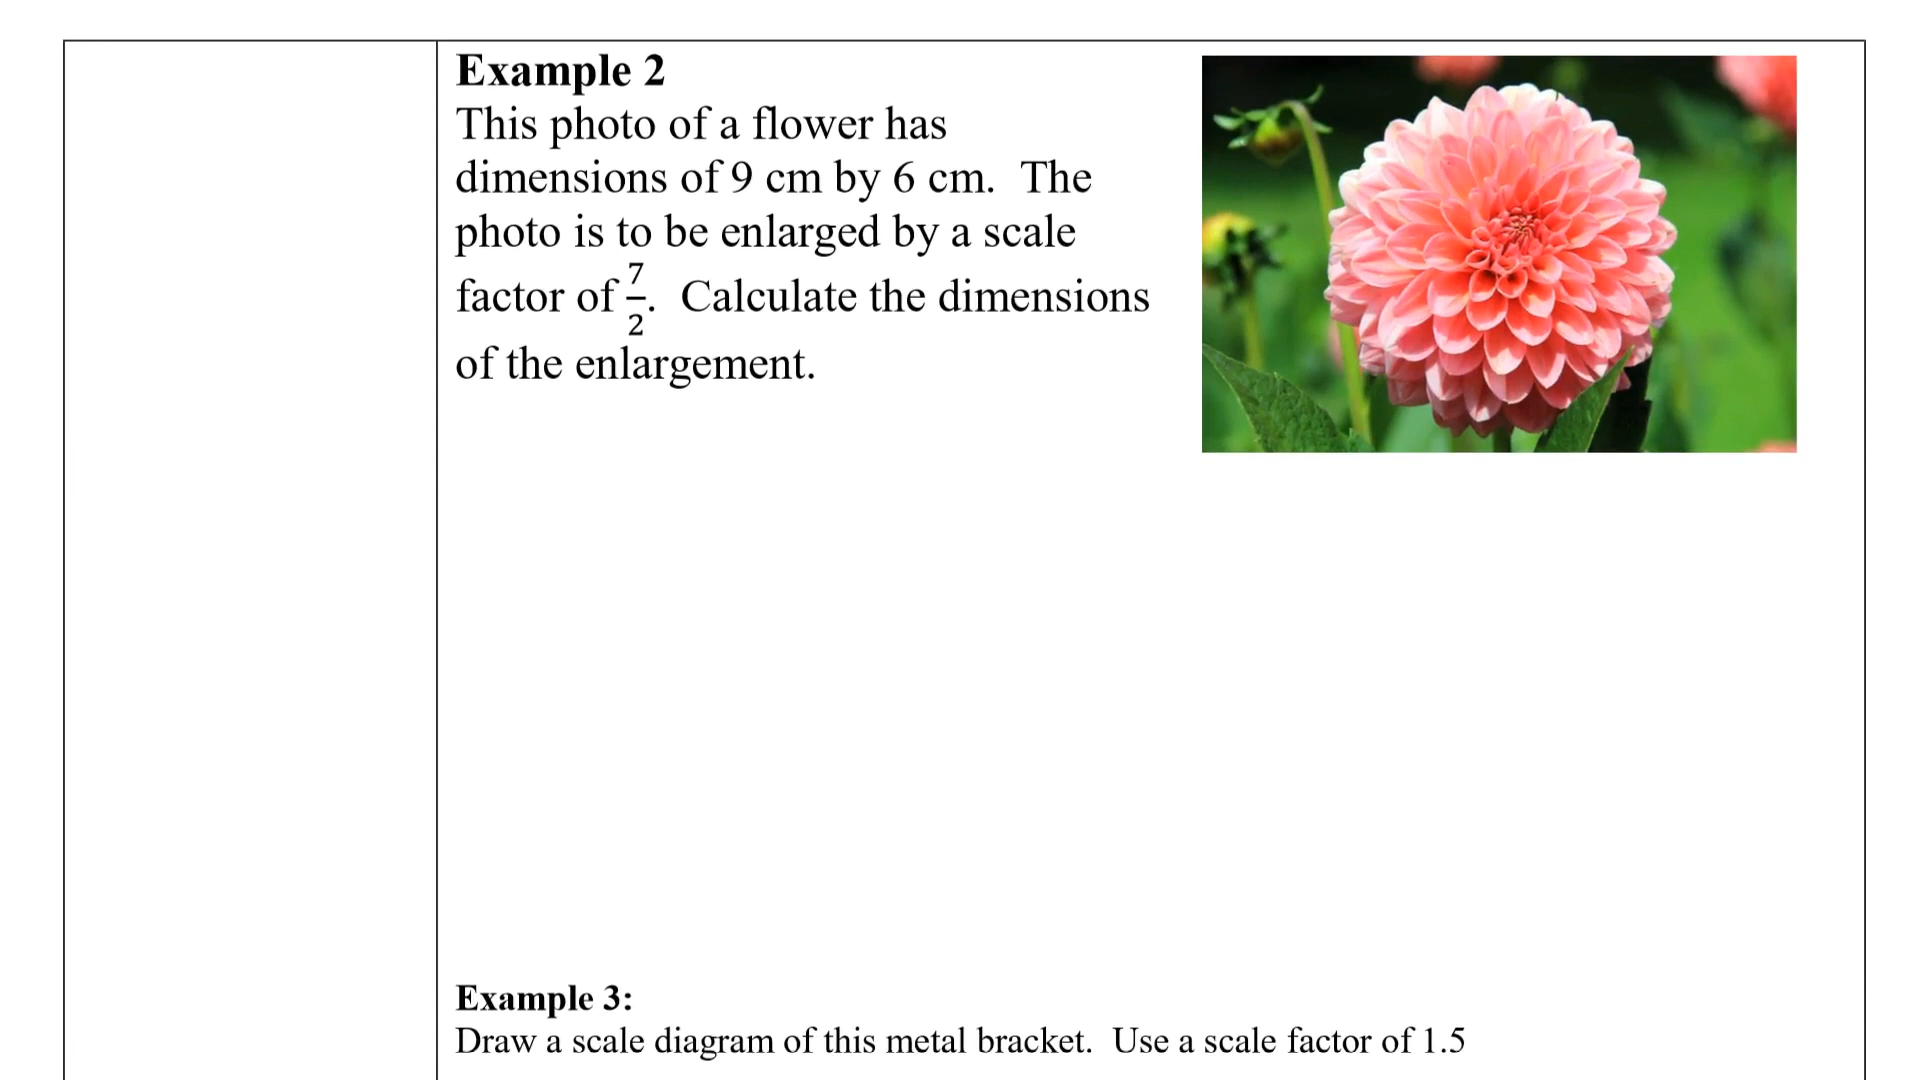 Example 2
This photo of a flower has
dimensions of 9 cm by 6 cm.  The
photo is to be enlarged by a scale
factor of 7/2.  Calculate the dimensions
of the enlargement.
Example 3:
Draw a scale diagram of this metal bracket.  Use a scale factor of 1.5